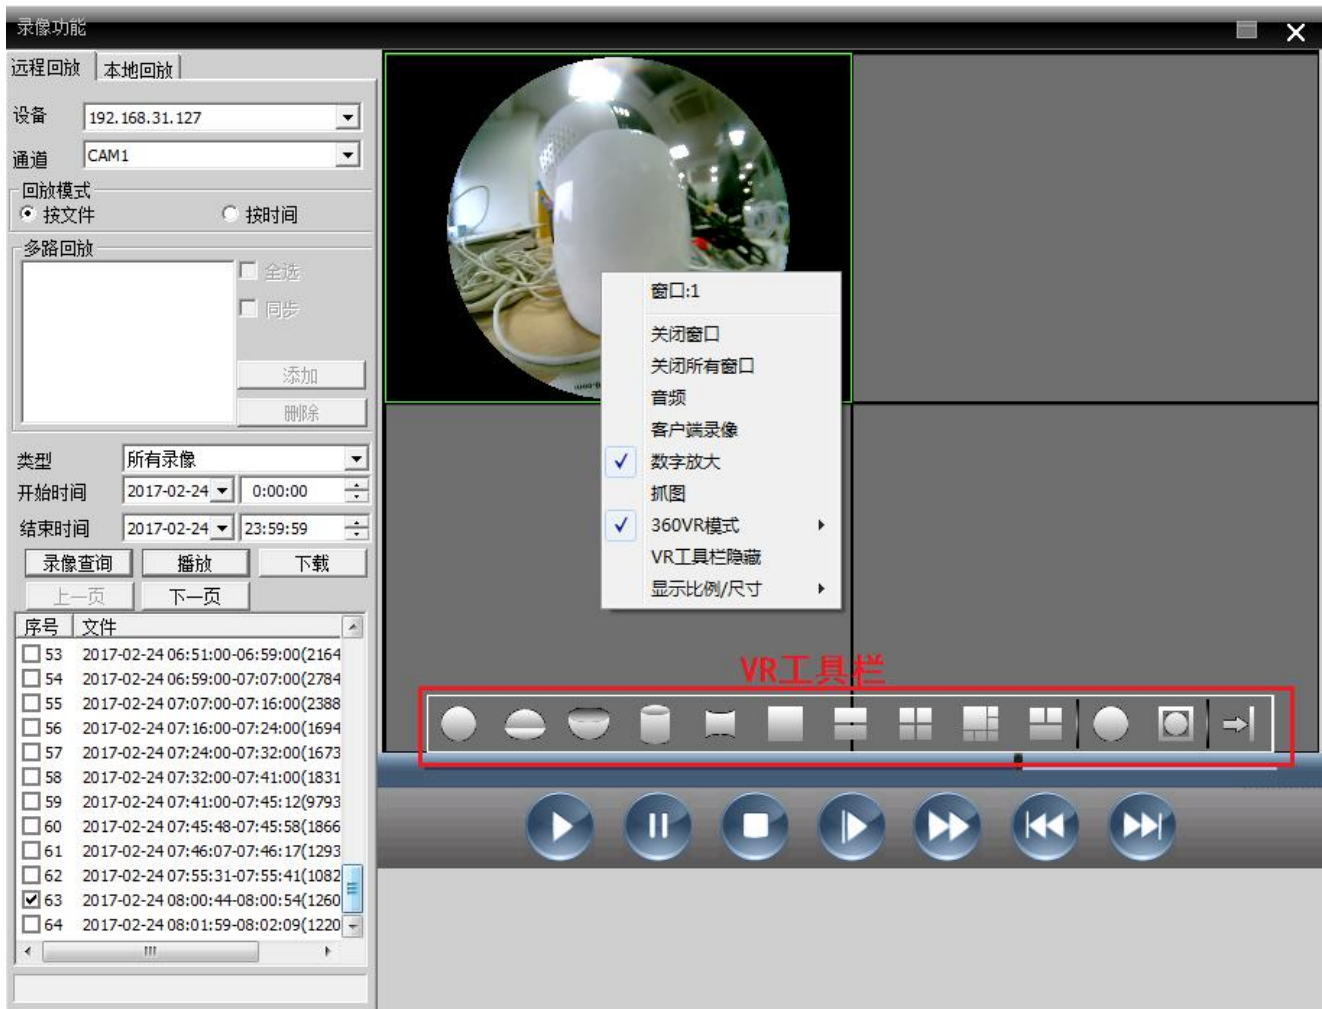 录像功能
远程回放 本地回放
设备 192.168.31.127
通道 CAM1
回放模式
按文件 按时间
多路回放
全选
同步
添加
删除
类型 所有录像
开始时间 2017-02-24 0:00:00
结束时间 2017-02-24 23:59:59
录像查询 播放 下载
上一页 下一页
序号 文件
53 2017-02-24 06:51:00-06:59:00(2164
54 2017-02-24 06:59:00-07:07:00(2784
55 2017-02-24 07:07:00-07:16:00(2388
56 2017-02-24 07:16:00-07:24:00(1694
57 2017-02-24 07:24:00-07:32:00(1673
58 2017-02-24 07:32:00-07:41:00(1831
59 2017-02-24 07:41:00-07:45:12(9793
60 2017-02-24 07:45:48-07:45:58(1866
61 2017-02-24 07:46:07-07:46:17(1293
62 2017-02-24 07:55:31-07:55:41(1082
63 2017-02-24 08:00:44-08:00:54(1260
64 2017-02-24 08:01:59-08:02:09(1220
窗口:1
关闭窗口
关闭所有窗口
音频
客户端录像
数字放大
抓图
360VR模式
VR工具栏隐藏
显示比例/尺寸
VR工具栏